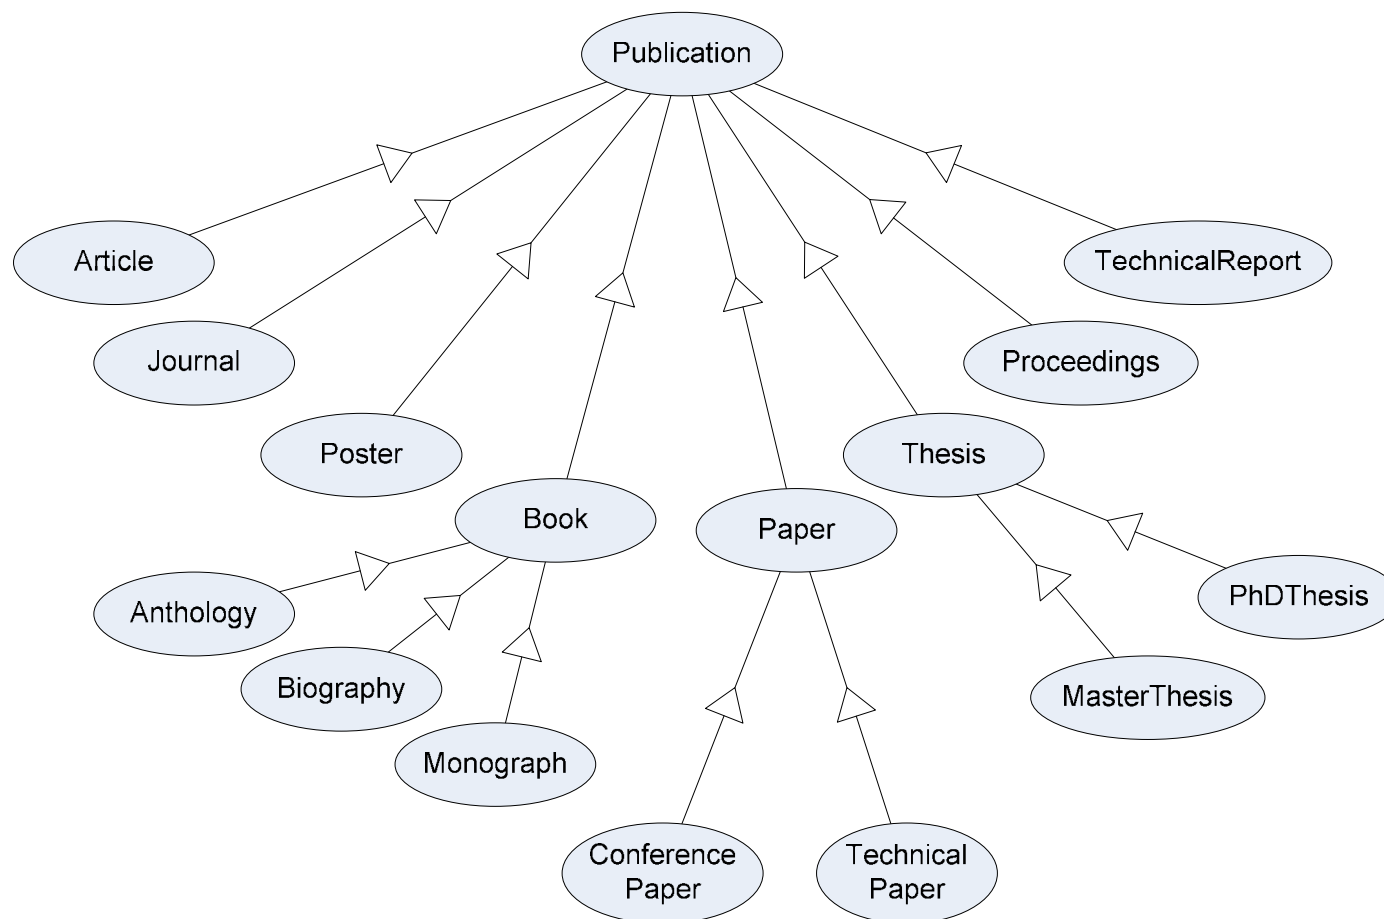 Publication
Article
TechnicalReport
Journal
Proceedings
Poster
Thesis
Book
Paper
Anthology
PhDThesis
Biography
MasterThesis
Monograph
Conference
Paper
Technical
Paper